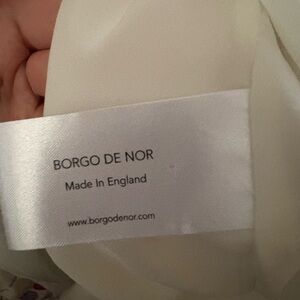 BORGO DE NOR
Made In England
www.borgodenor.com